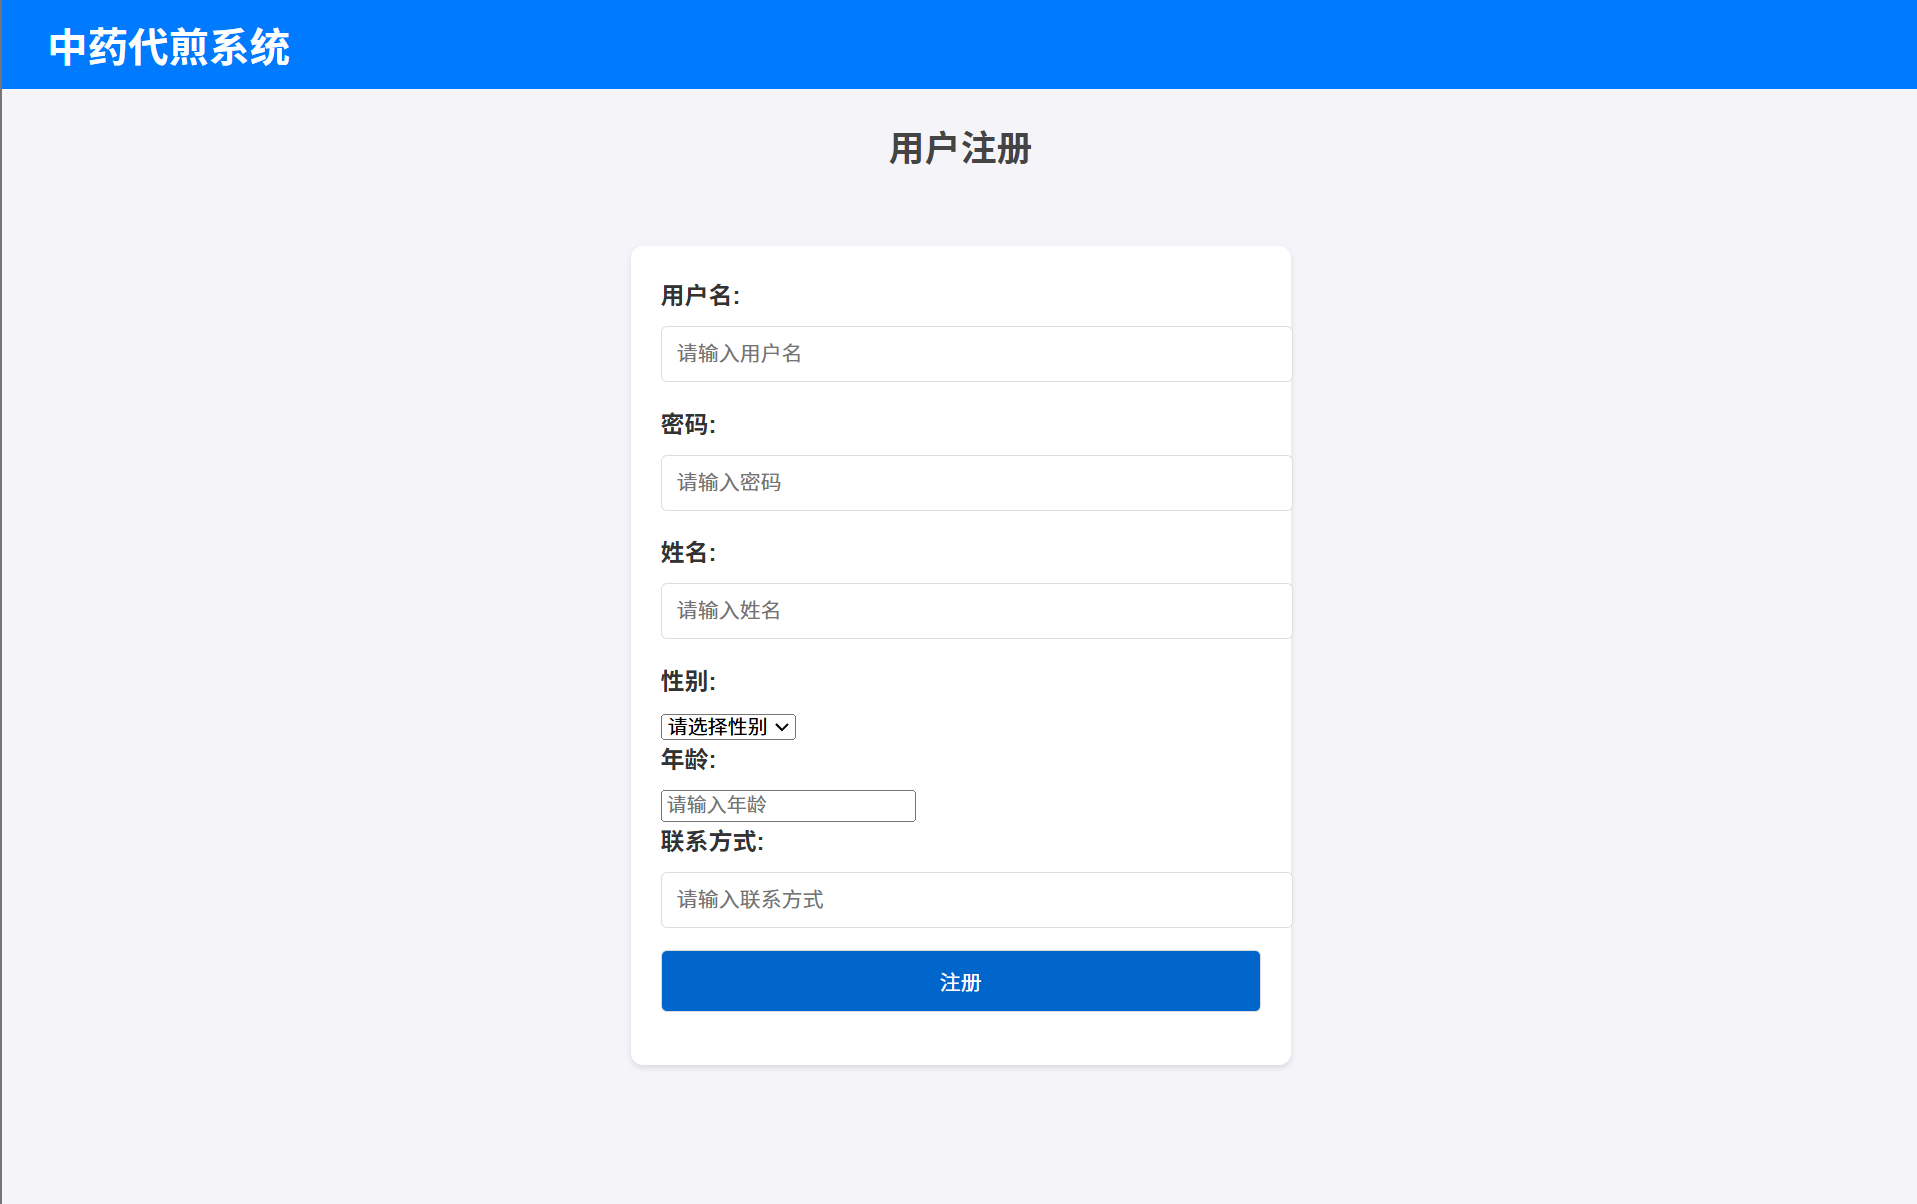 中药代煎系统
用户注册
用户名:
请输入用户名
密码:
请输入密码
姓名:
请输入姓名
性别:
请选择性别
年龄:
请输入年龄
联系方式:
请输入联系方式
注册